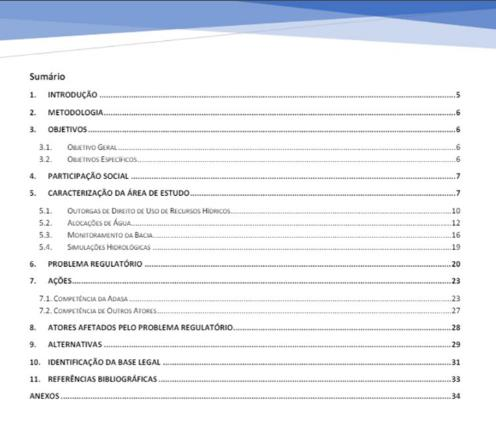 Sumário
1. INTRODUÇÃO ........ 5
2. METODOLOGIA ........ 6
3. OBJETIVOS ........ 6
3.1. OBJETIVO GERAL ........ 6
3.2. OBJETIVOS ESPECÍFICOS ........ 6
4. PARTICIPAÇÃO SOCIAL ........ 7
5. CARACTERIZAÇÃO DA ÁREA DE ESTUDO ........ 7
5.1. OUTORGAS DE DIREITO DE USO DE RECURSOS HÍDRICOS ........ 10
5.2. ALOCAÇÕES DE ÁGUA ........ 12
5.3. MONITORAMENTO DA BACIA ........ 16
5.4. SIMULAÇÕES HIDROLÓGICAS ........ 19
6. PROBLEMA REGULATÓRIO ........ 20
7. AÇÕES ........ 23
7.1. COMPETÊNCIA DA ADASA ........ 23
7.2. COMPETÊNCIA DE OUTROS ATORES ........ 27
8. ATORES AFETADOS PELO PROBLEMA REGULATÓRIO ........ 28
9. ALTERNATIVAS ........ 29
10. IDENTIFICAÇÃO DA BASE LEGAL ........ 31
11. REFERÊNCIAS BIBLIOGRÁFICAS ........ 33
ANEXOS ........ 34